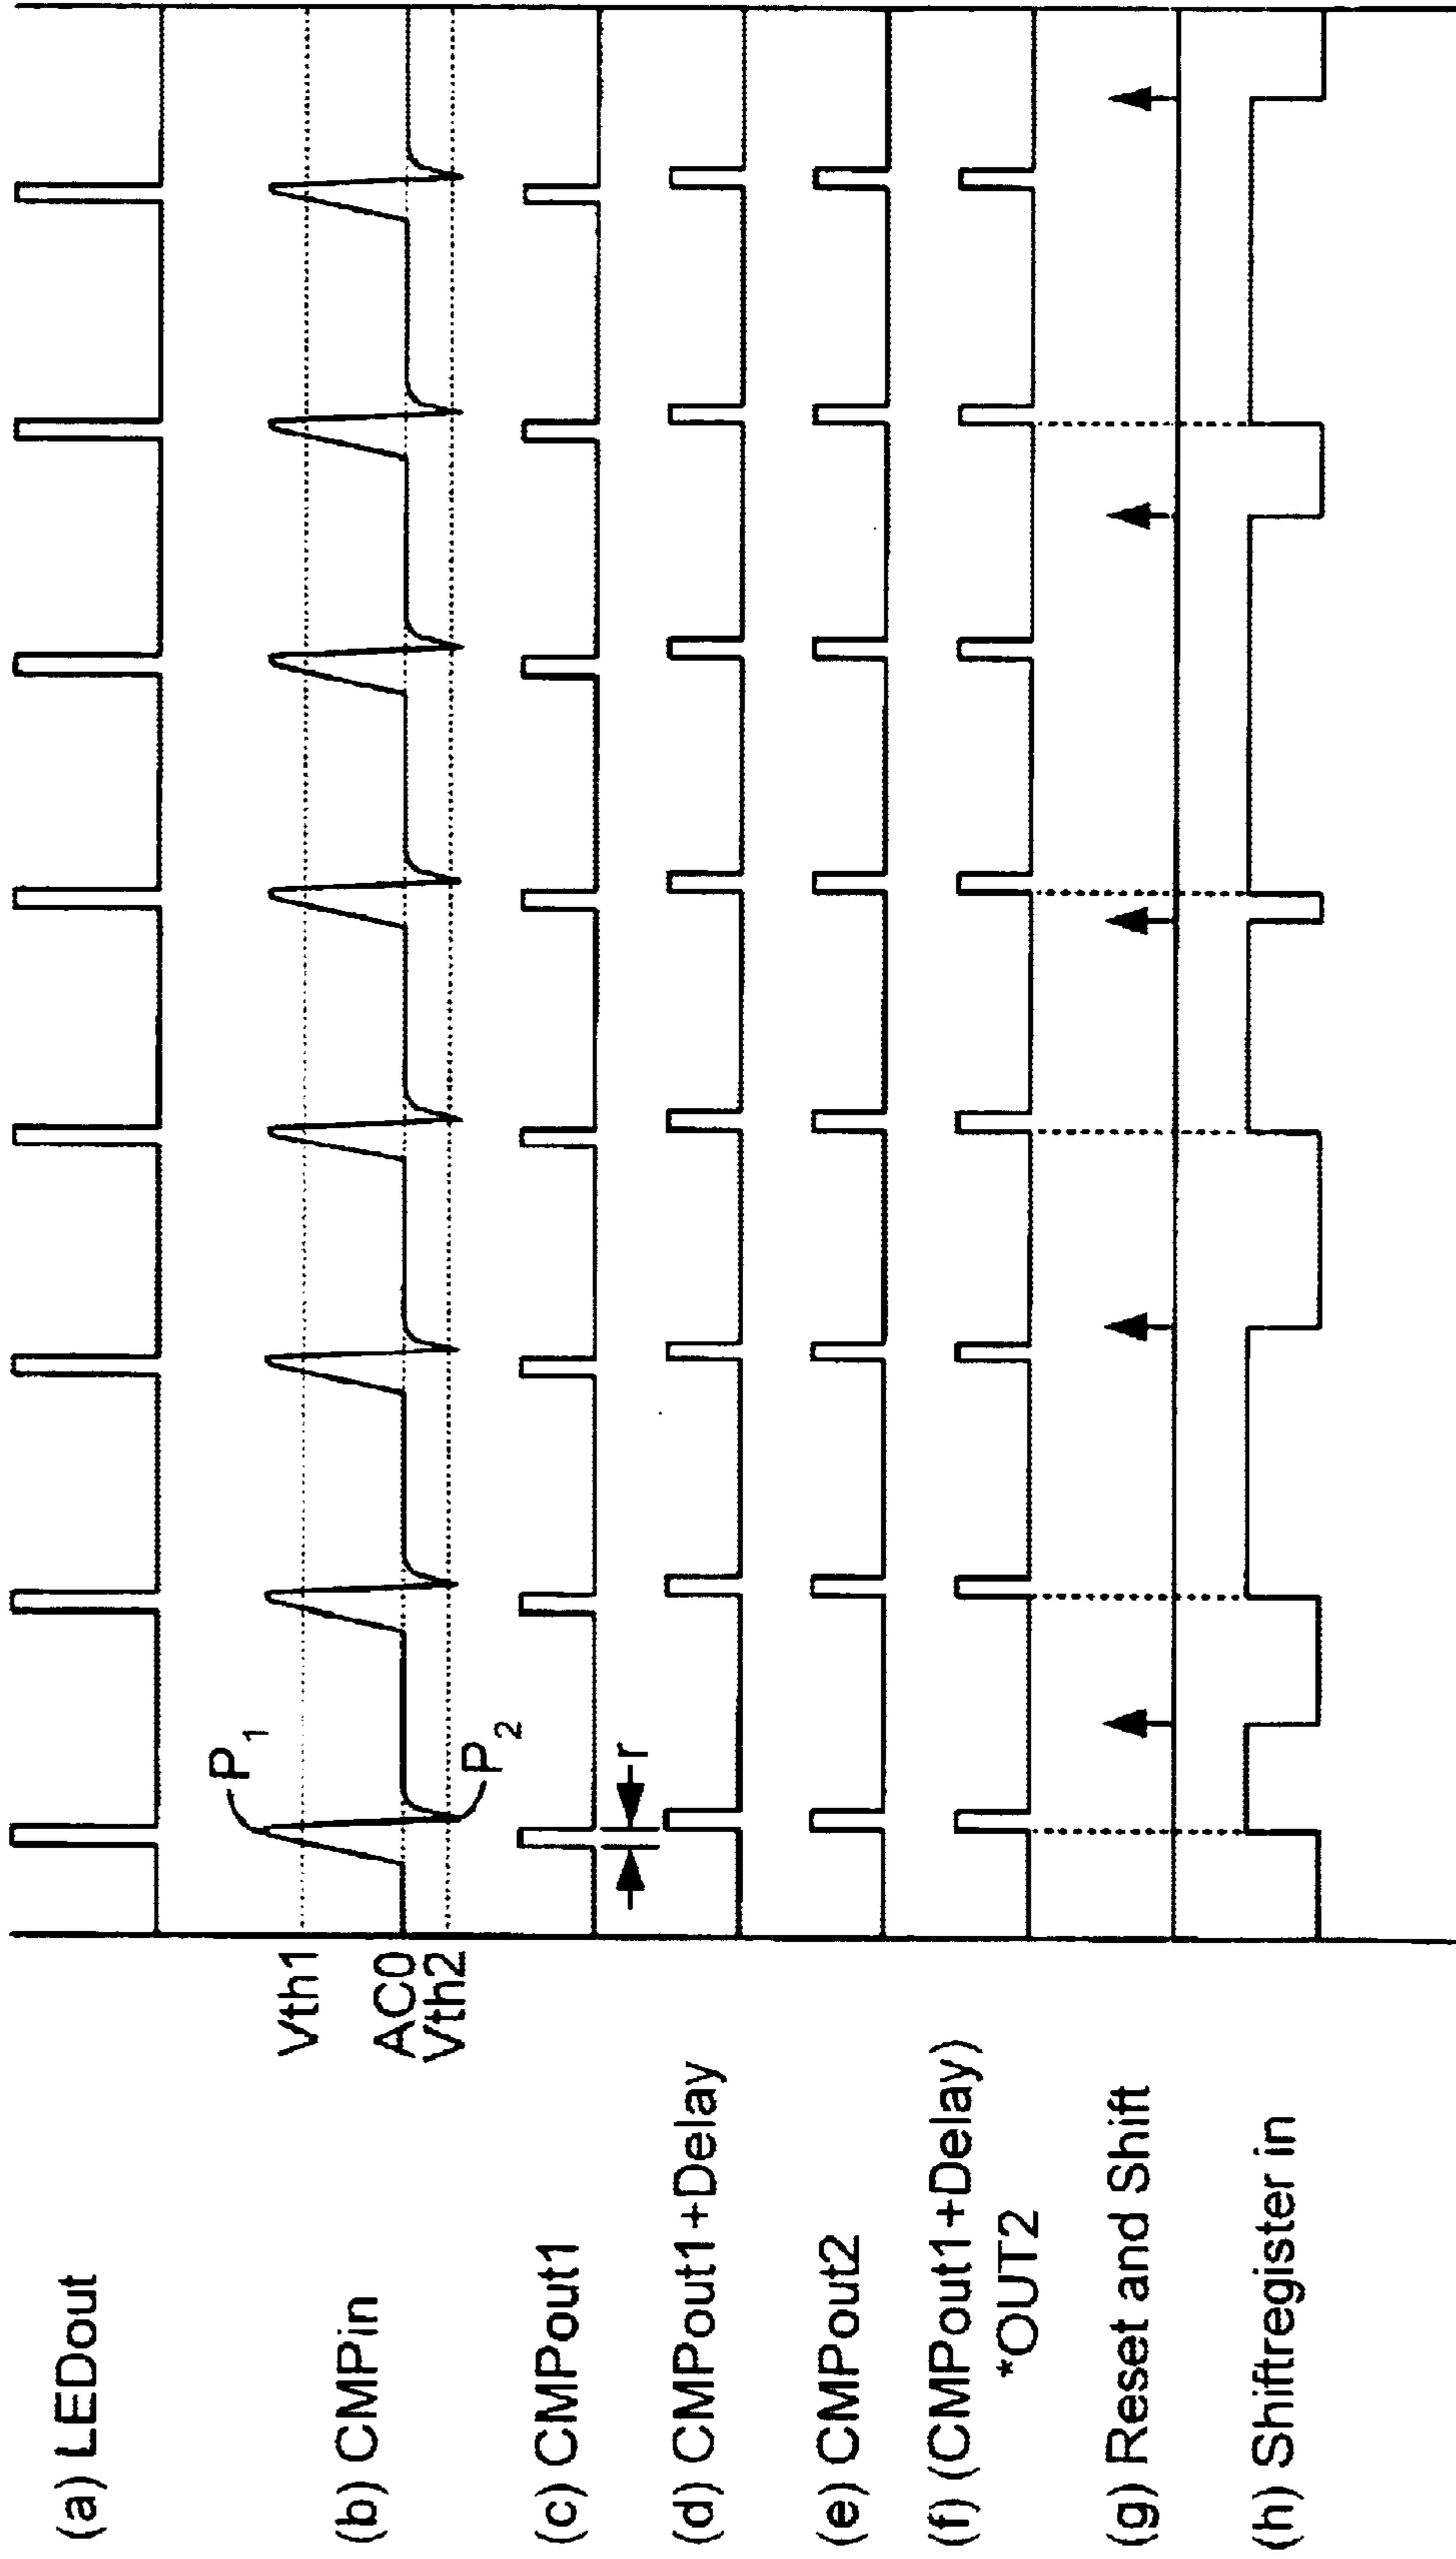 (a) LEDout
(b) CMPin
Vth1
AC0
Vth2
P1
P2
(c) CMPout1
r
(d) CMPout1+Delay
(e) CMPout2
(f) (CMPout1+Delay)
*OUT2
(g) Reset and Shift
(h) Shiftregister in